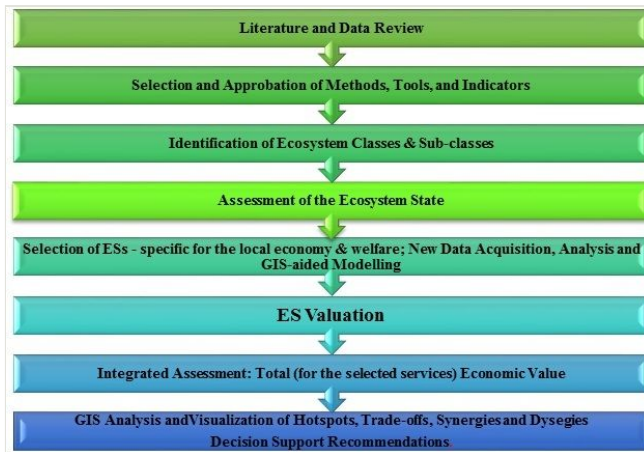 Literature and Data Review
Selection and Approbation of Methods, Tools, and Indicators
Identification of Ecosystem Classes & Sub-classes
Assessment of the Ecosystem State
Selection of ESs - specific for the local economy & welfare; New Data Acquisition, Analysis and
GIS-aided Modelling
ES Valuation
Integrated Assessment: Total (for the selected services) Economic Value
GIS Analysis andVisualization of Hotspots, Trade-offs, Synergies and Dysegies
Decision Support Recommendations.